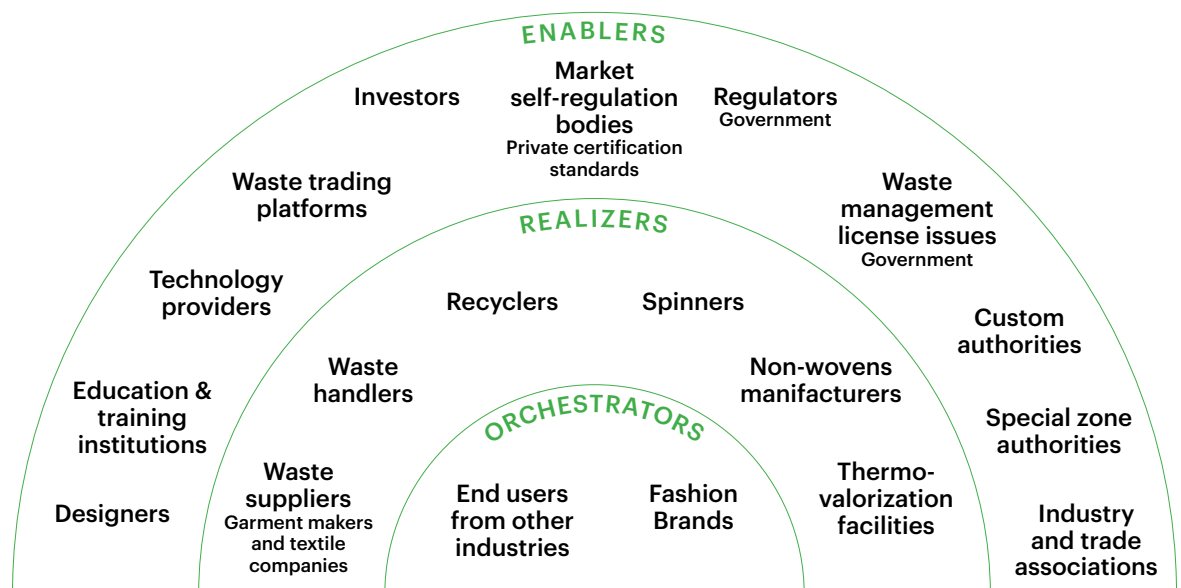 ENABLERS
Investors
Market
self-regulation
bodies
Private certification
standards
Regulators
Government
Waste trading
platforms
Waste
management
license issues
Government
Technology
providers
Custom
authorities
Education &
training
institutions
Special zone
authorities
Designers
Industry
and trade
associations
REALIZERS
Recyclers
Spinners
Waste
handlers
Non-wovens
manifacturers
Waste
suppliers
Garment makers
and textile
companies
Thermo-
valorization
facilities
ORCHESTRATORS
End users
from other
industries
Fashion
Brands